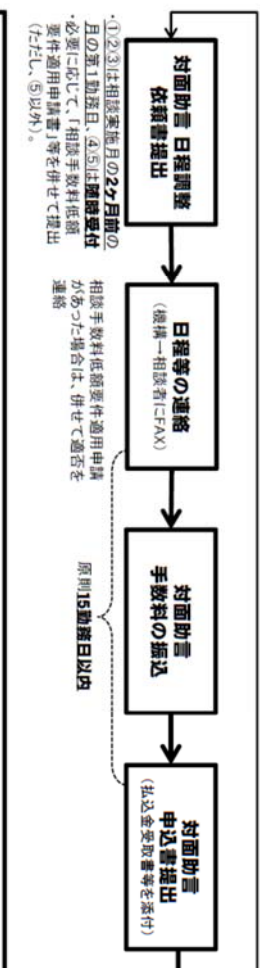 対面助言 日程調整
依頼書提出
・①②③は相談実施月の2ヶ月前の
月の第1勤務日、④⑤は随時受付
・必要に応じて、「相談手数料低額
要件適用申請書」等を併せて提出
(ただし、⑤以外)。
日程等の連絡
(機構→相談者にFAX)
相談手数料低額要件適用申請
があった場合は、併せて適否を
連絡
対面助言
手数料の振込
原則15勤務日以内
対面助言
申込書提出
(払込金受取書等を添付)